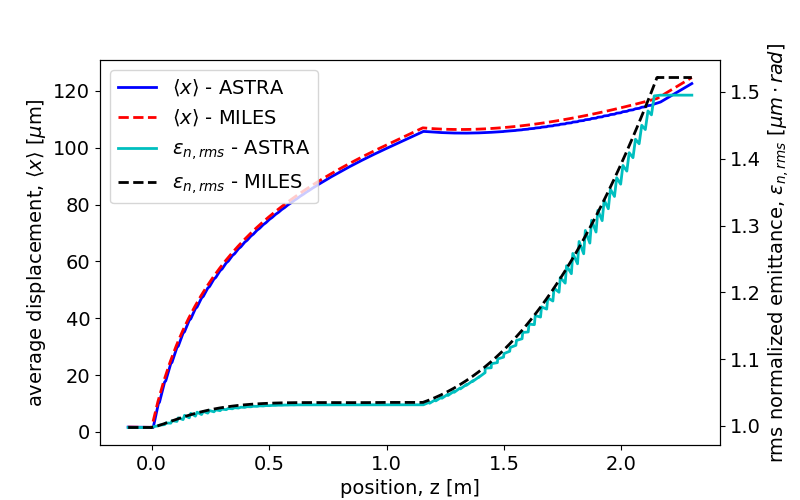 ⟨x⟩ - ASTRA
⟨x⟩ - MILES
ε_{n, rms} - ASTRA
ε_{n, rms} - MILES
average displacement, ⟨x⟩ [μm]
120
100
80
60
40
20
0
0.0 0.5 1.0 1.5 2.0
position, z [m]
1.5
1.4
1.3
1.2
1.1
1.0
rms normalized emittance, ε_{n, rms} [μm · rad]